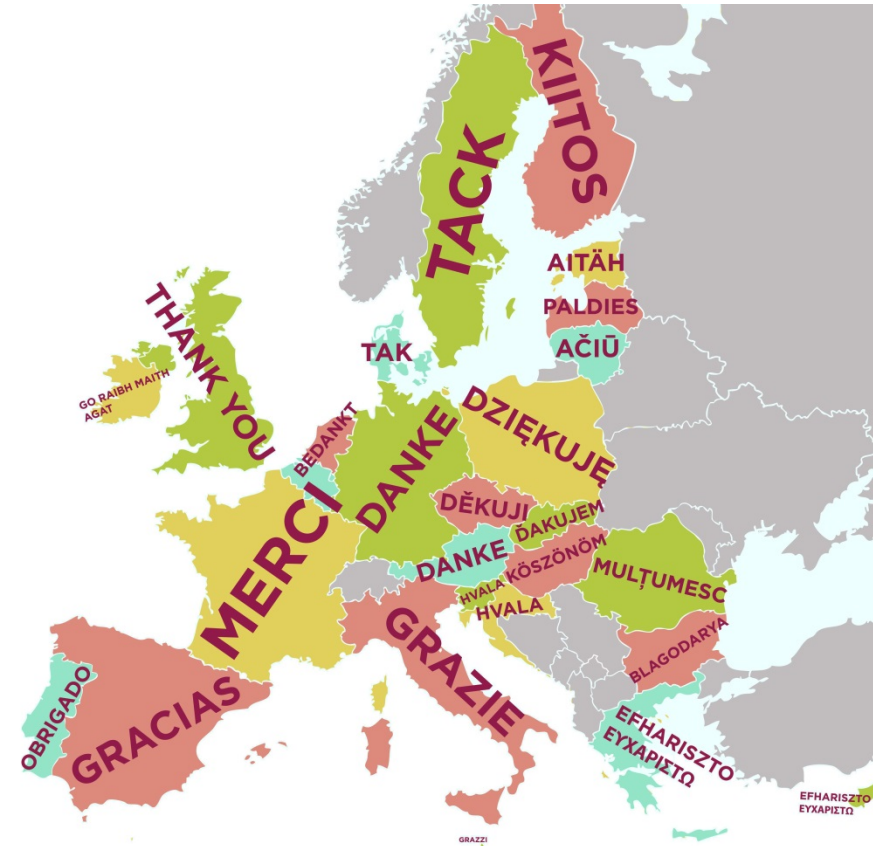 KIITOS
TACK
AITÄH
PALDIES
AČIŪ
TAK
THANK YOU
GO RAIBH MAITH
AGAT
BEDANKT
DANKE
DZIĘKUJĘ
MERCI
DĚKUJI
ĎAKUJEM
DANKE
KÖSZÖNÖM
HVALA
HVALA
MULȚUMESC
BLAGODARYA
GRAZIE
OBRIGADO
GRACIAS
EFHARISZTO
ΕΥΧΑΡΙΣΤΩ
EFHARISZTO
ΕΥΧΑΡΙΣΤΩ
GRAZZI